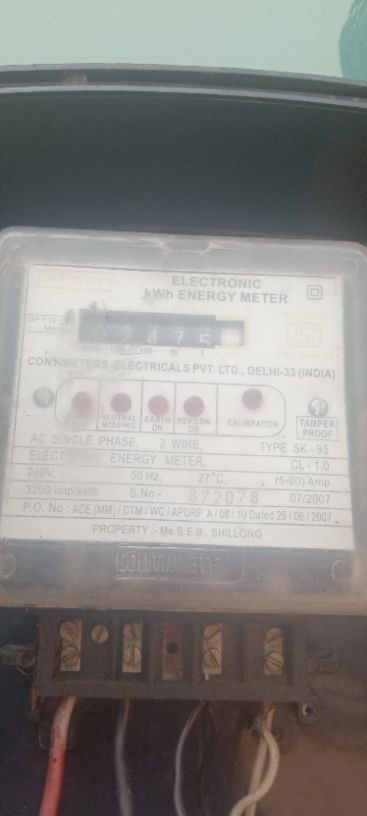 ELECTRONIC
kWh ENERGY METER
2475
100 10 1
ELECTRICALS PVT. LTD., DELHI-33 (INDIA)
NEUTRAL MISSING EARTH ON REV.CON ON CALIBRATION TAMPER PROOF
AC SINGLE PHASE, 2 WIRE, TYPE SK - 95
ENERGY METER, CL - 1.0
240V, 50 Hz, 27°C, (5-60) Amp
3200 imp/kWh S.No- 872078 07/2007
P.O. No : ACE (MM) / DTM / WC / APDRP A / 08 / 19 Dated 26 / 06 / 2007
PROPERTY :- Me.S.E.B., SHILLONG